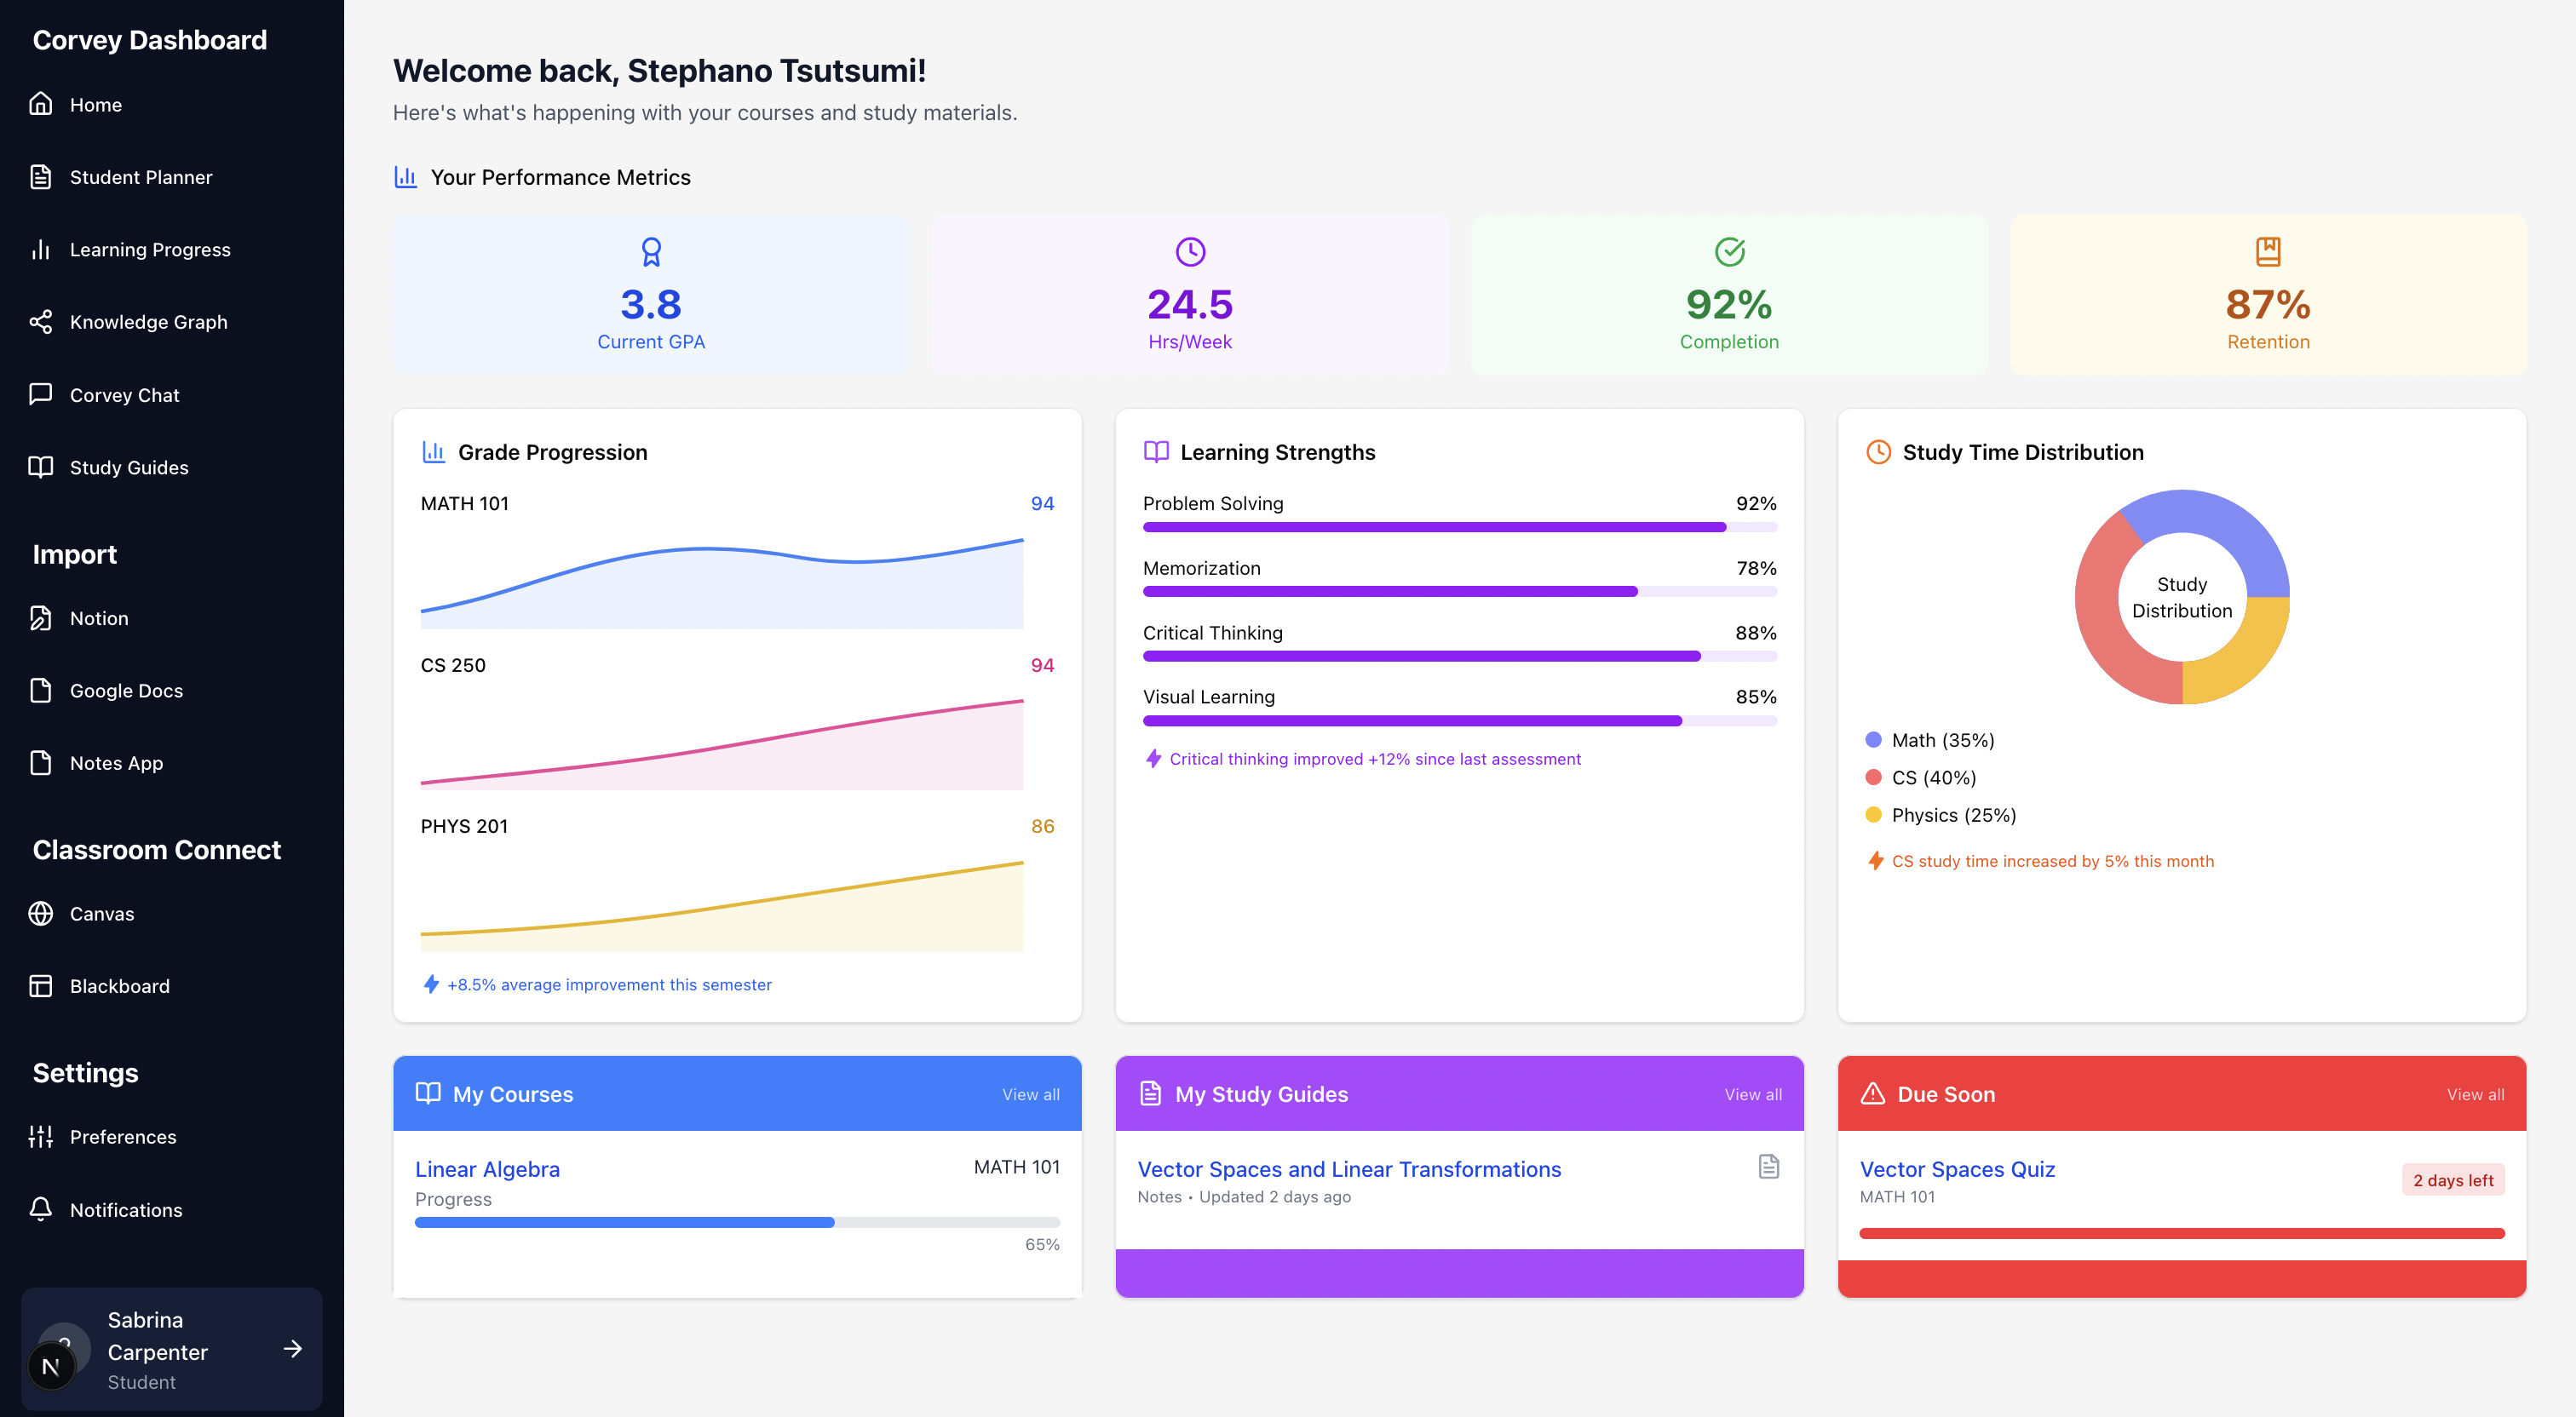 Corvey Dashboard
Home
Student Planner
Learning Progress
Knowledge Graph
Corvey Chat
Study Guides
Import
Notion
Google Docs
Notes App
Classroom Connect
Canvas
Blackboard
Settings
Preferences
Notifications
Sabrina
Carpenter
Student
N
Welcome back, Stephano Tsutsumi!
Here's what's happening with your courses and study materials.
Your Performance Metrics
3.8
Current GPA
24.5
Hrs/Week
92%
Completion
87%
Retention
Grade Progression
MATH 101 94
CS 250 94
PHYS 201 86
+8.5% average improvement this semester
Learning Strengths
Problem Solving 92%
Memorization 78%
Critical Thinking 88%
Visual Learning 85%
Critical thinking improved +12% since last assessment
Study Time Distribution
Study
Distribution
Math (35%)
CS (40%)
Physics (25%)
CS study time increased by 5% this month
My Courses View all
Linear Algebra MATH 101
Progress
65%
My Study Guides View all
Vector Spaces and Linear Transformations
Notes • Updated 2 days ago
Due Soon View all
Vector Spaces Quiz 2 days left
MATH 101